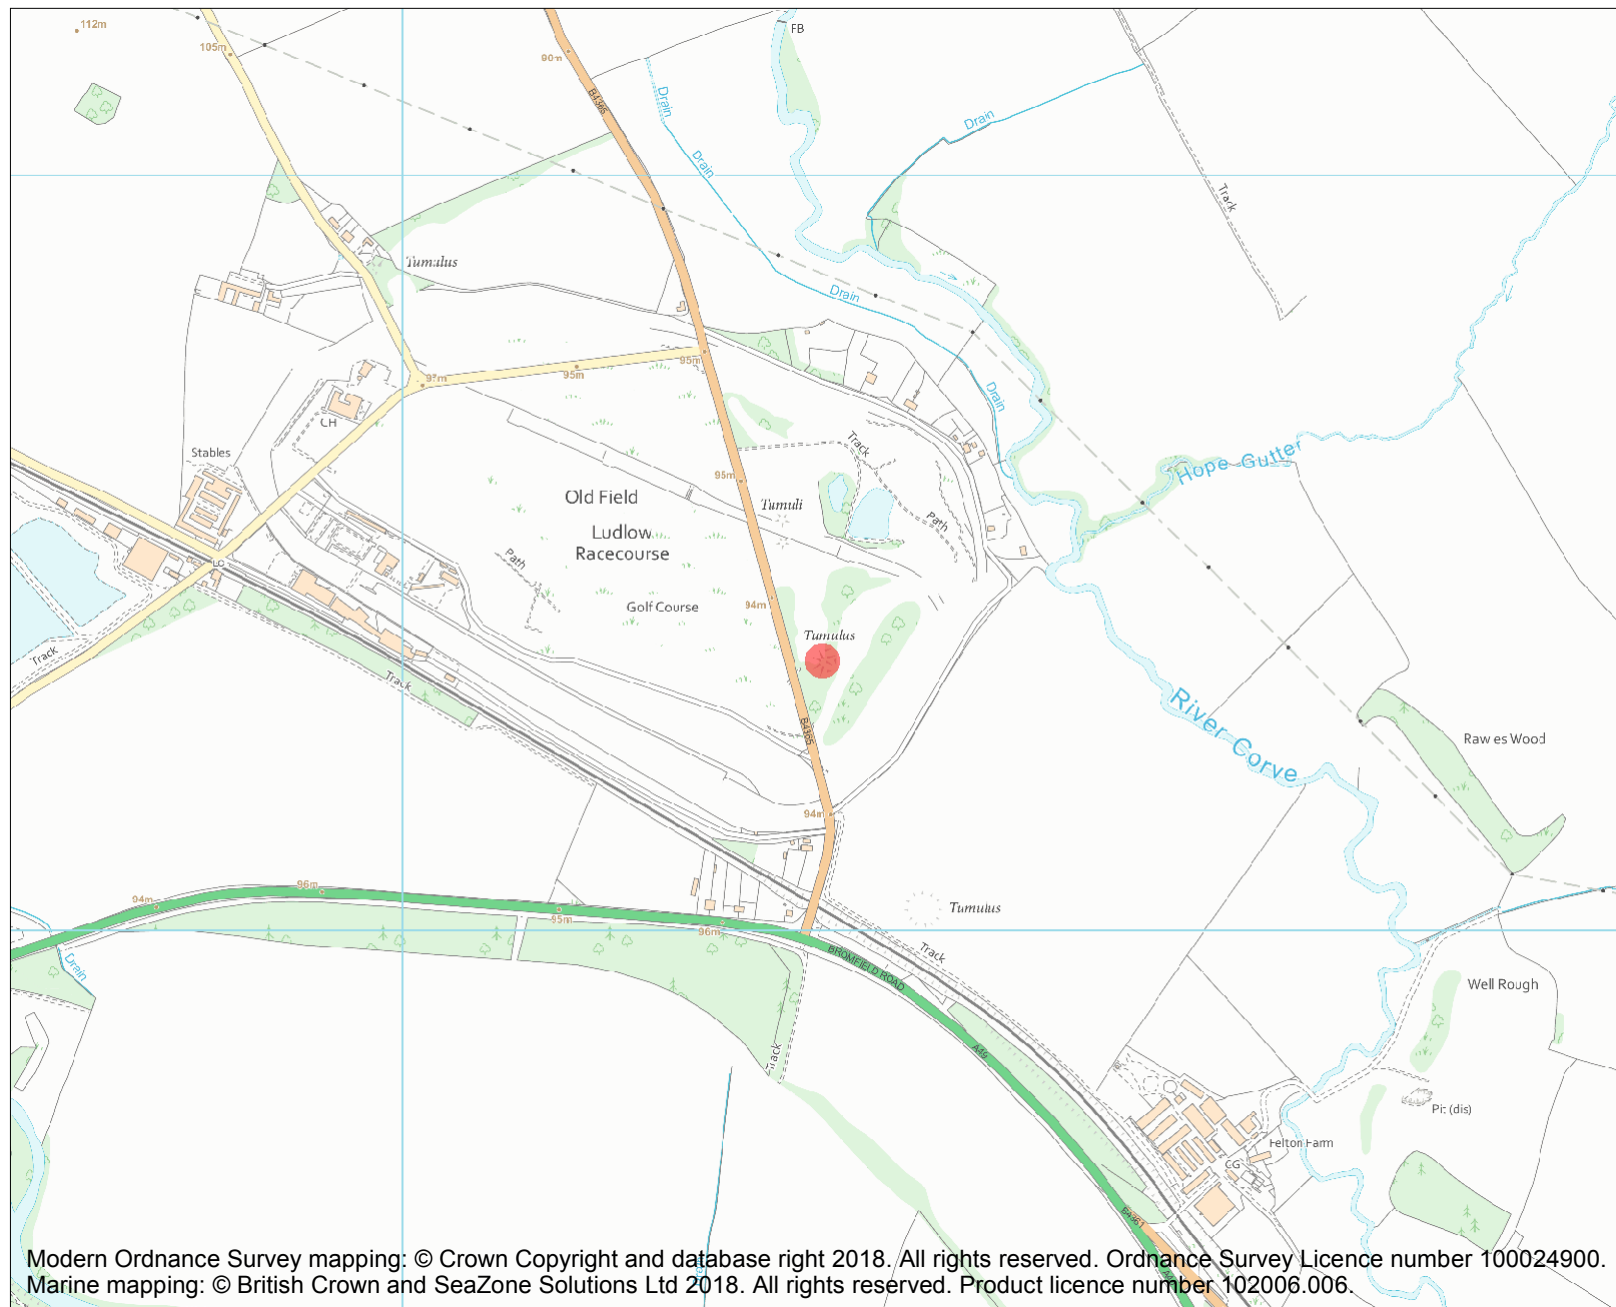 112m
105m
90m
FB
B4365
Drain
Drain
Drain
Track
Tumulus
Drain
95m
95m
97m
CH
Drain
Stables
Track
Hope Gutter
95m
Old Field
Tumuli
Path
Ludlow
Racecourse
Path
94m
Golf Course
Tumulus
Track
Track
River Corve
B4365
Rawles Wood
94m
96m
94m
95m
96m
Tumulus
Track
BROMFIELD ROAD
Drain
Well Rough
Track
A49
Pit (dis)
Felton Farm
CG
B4361
Modern Ordnance Survey mapping: © Crown Copyright and database right 2018. All rights reserved. Ordnance Survey Licence number 100024900.
Marine mapping: © British Crown and SeaZone Solutions Ltd 2018. All rights reserved. Product licence number 102006.006.